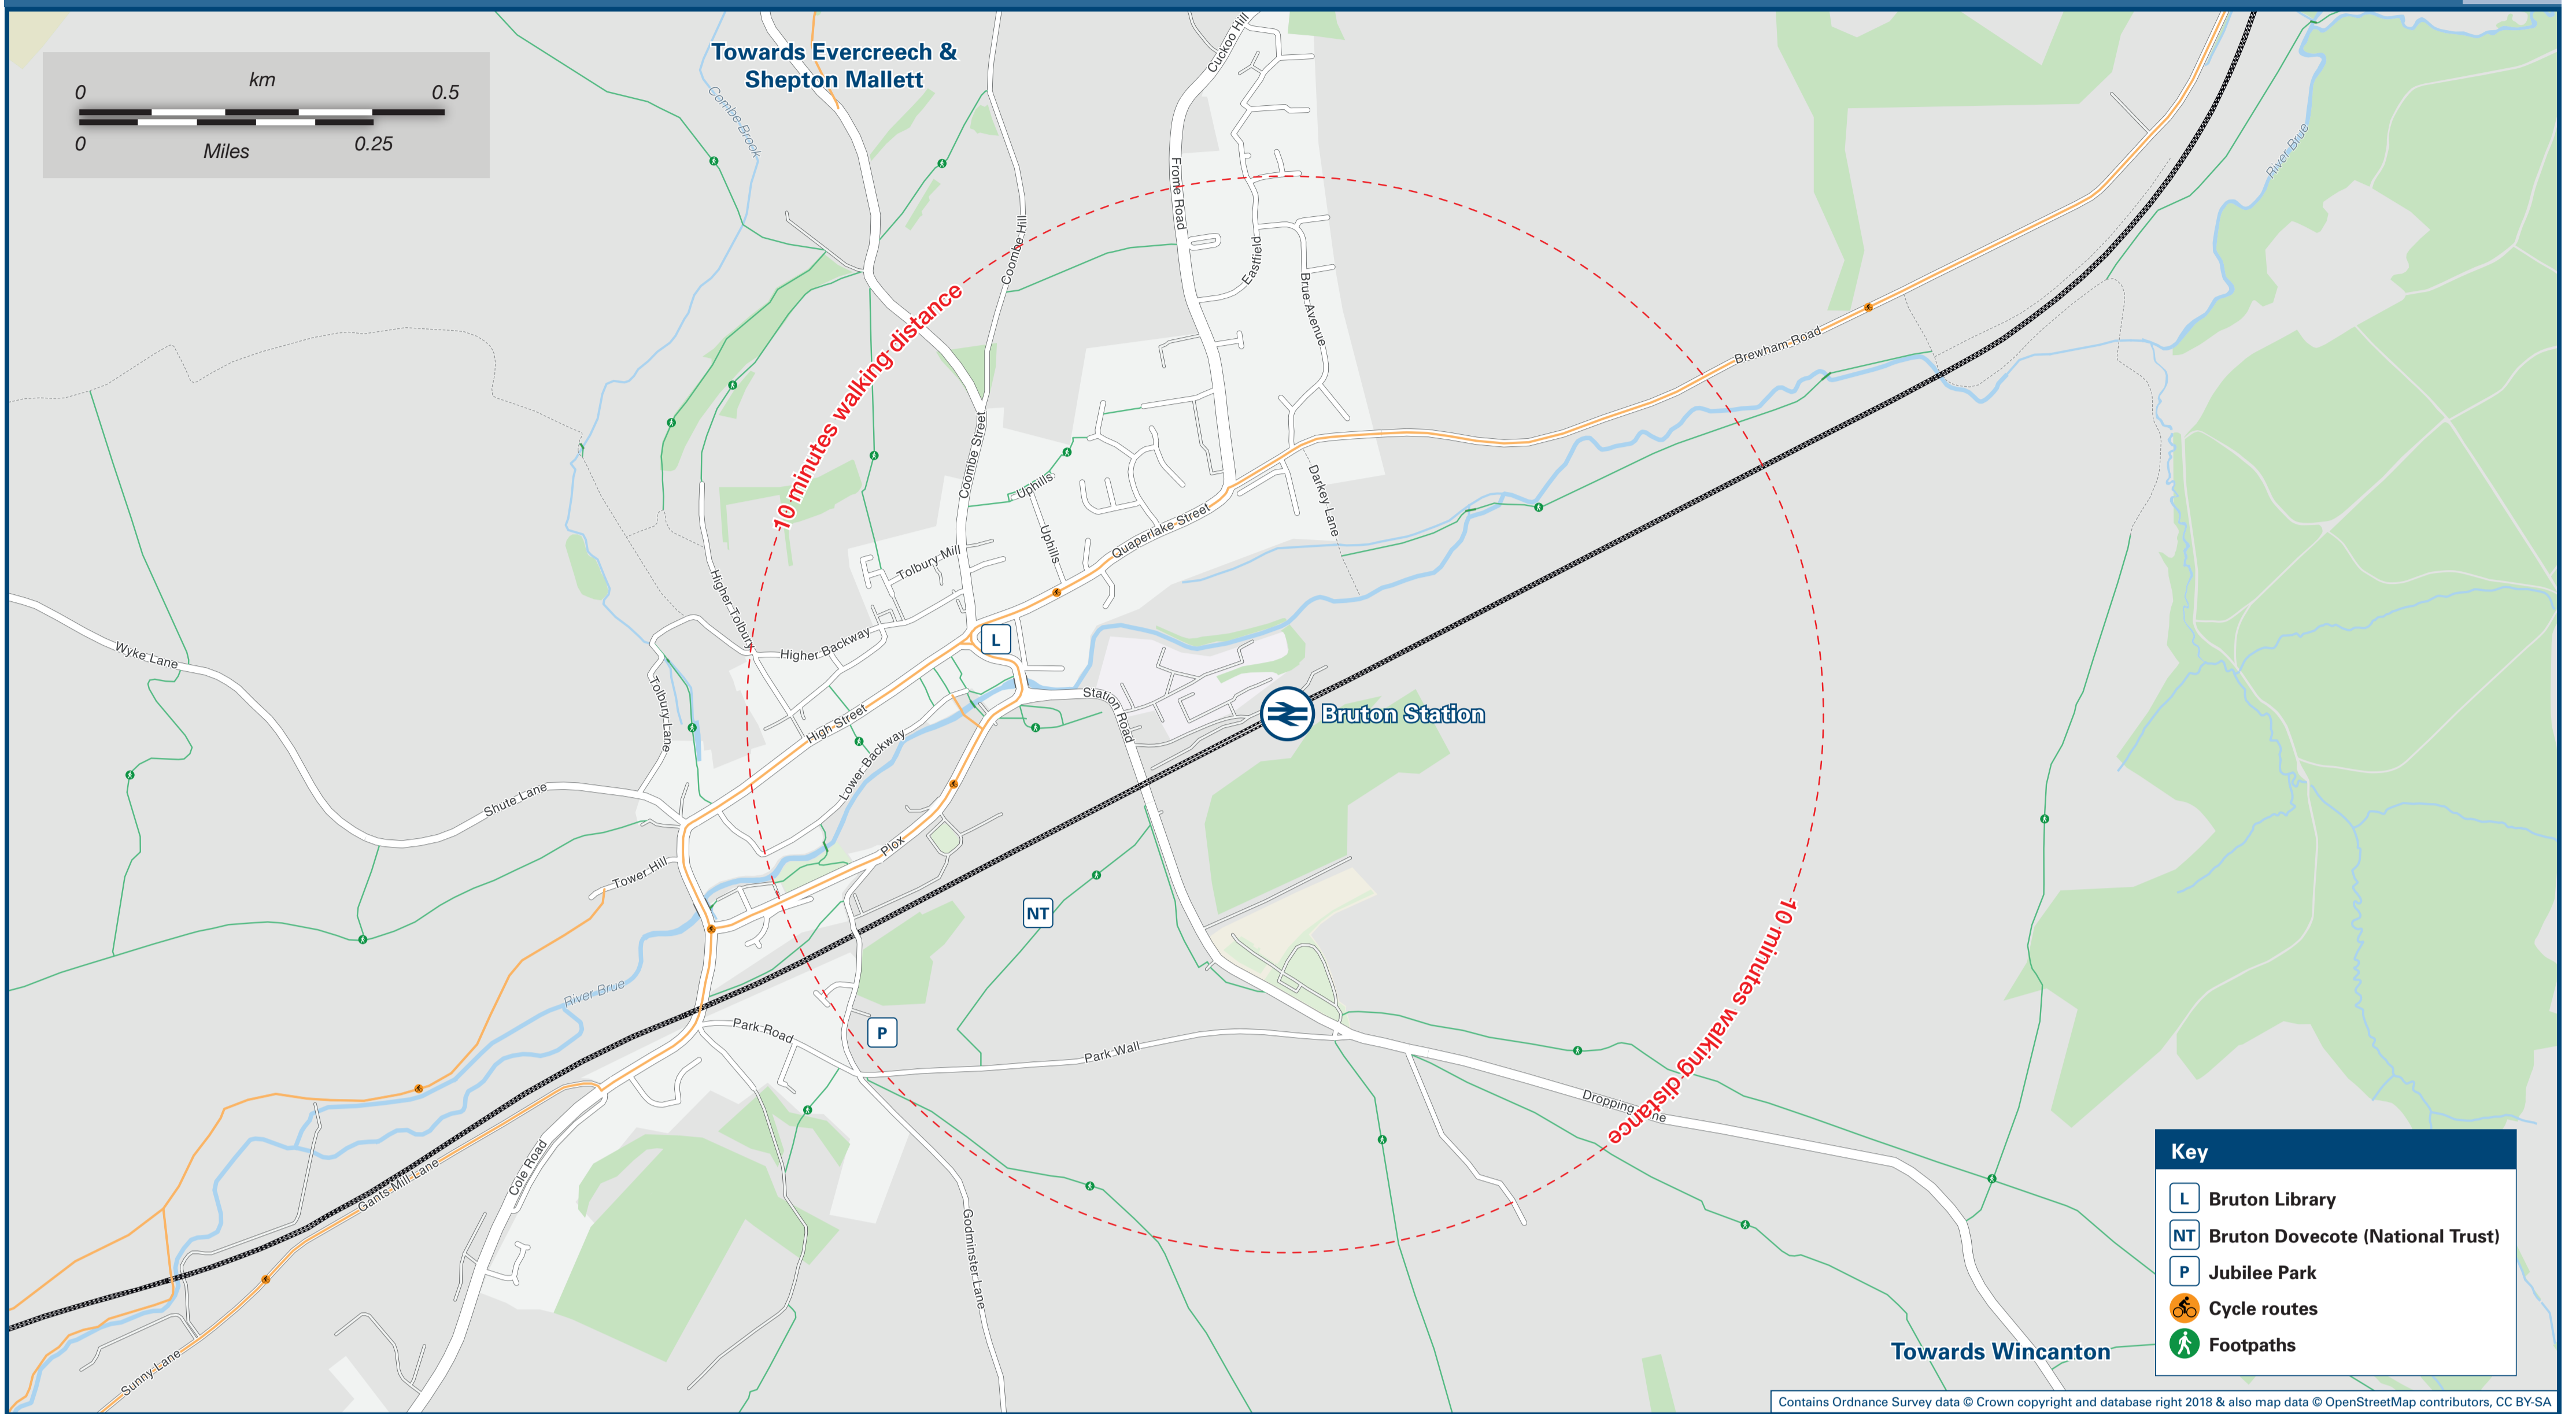 km
0
0.5
0
0.25
Miles
Towards Evercreech &
Shepton Mallett
Combe Brook
Cuckoo Hill
Frome Road
Coombe Hill
Eastfield
Brue Avenue
River Brue
Brewham Road
10 minutes walking distance
Coombe Street
Uphills
Uphills
Quaperlake Street
Darkey Lane
Tolbury Mill
Higher Tolbury
Higher Backway
L
Wyke Lane
Tolbury Lane
High Street
Lower Backway
Station Road
Bruton Station
Shute Lane
Plox
Tower Hill
NT
River Brue
Park Road
P
Park Wall
10 minutes walking distance
Dropping
Cole Road
Gants Mill Lane
Godminster Lane
Sunny Lane
Towards Wincanton
Key
L Bruton Library
NT Bruton Dovecote (National Trust)
P Jubilee Park
Cycle routes
Footpaths
Contains Ordnance Survey data © Crown copyright and database right 2018 & also map data © OpenStreetMap contributors, CC BY-SA